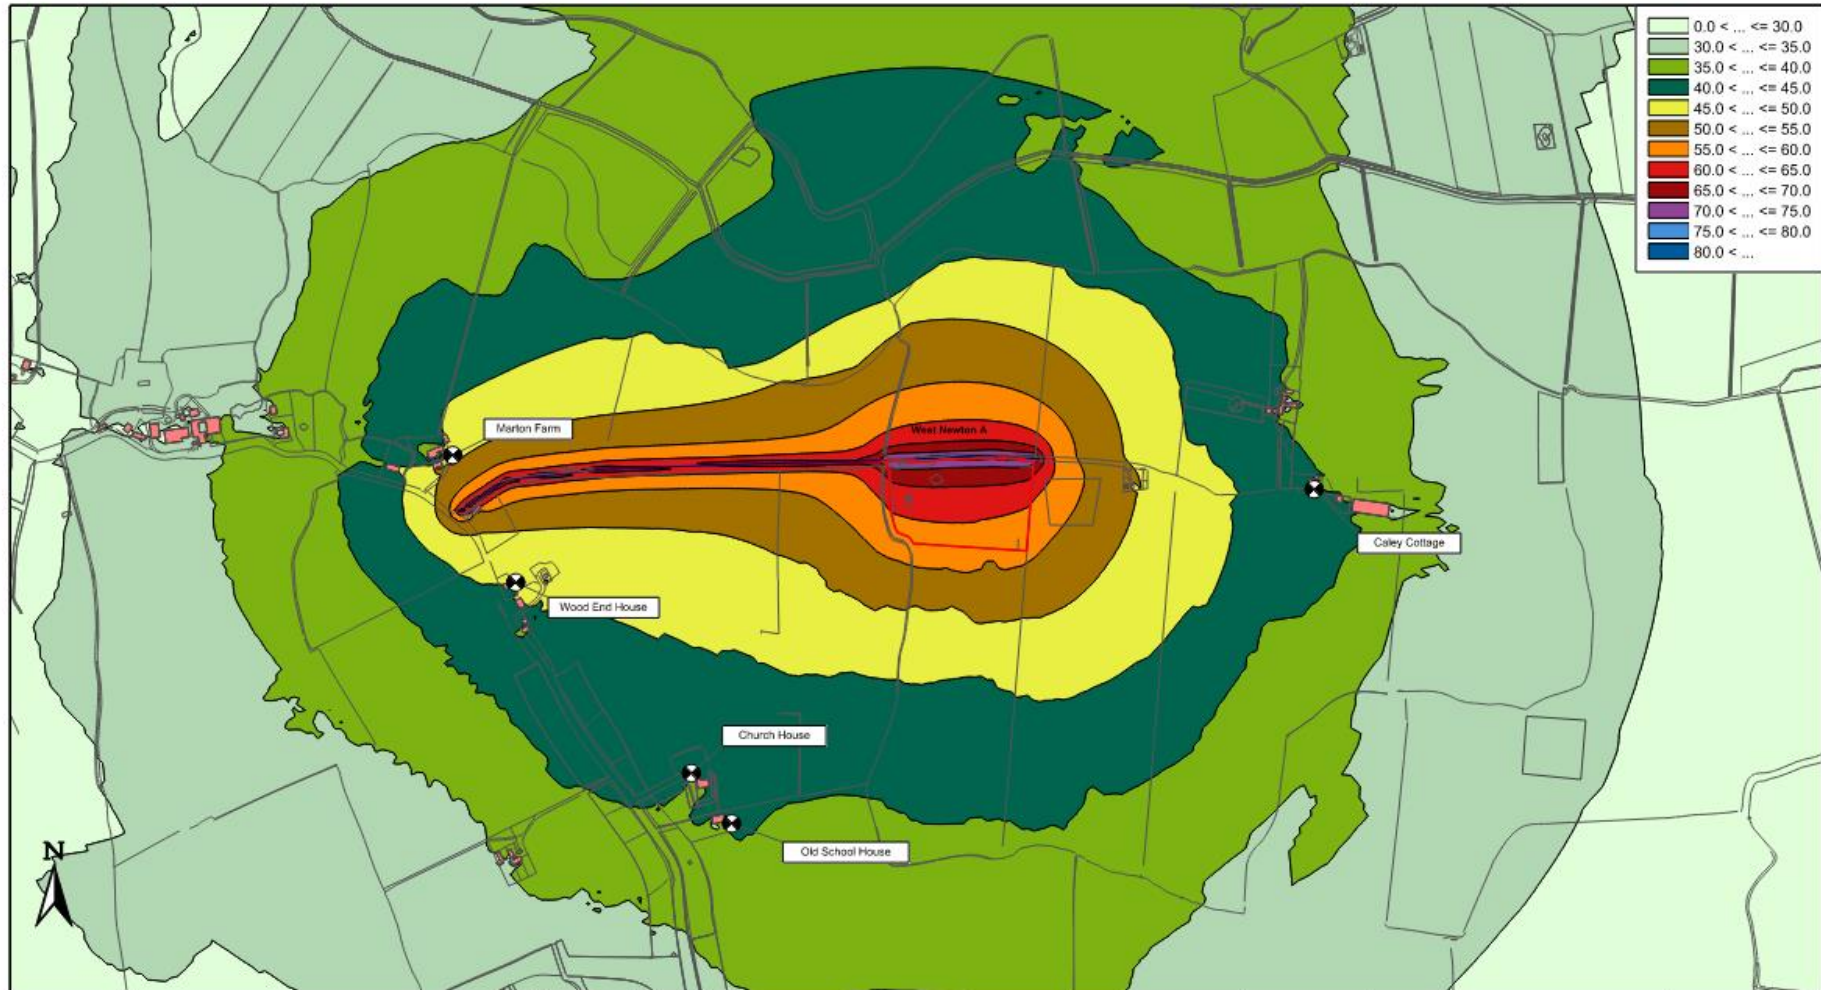 0.0 < ... <= 30.0
30.0 < ... <= 35.0
35.0 < ... <= 40.0
40.0 < ... <= 45.0
45.0 < ... <= 50.0
50.0 < ... <= 55.0
55.0 < ... <= 60.0
60.0 < ... <= 65.0
65.0 < ... <= 70.0
70.0 < ... <= 75.0
75.0 < ... <= 80.0
80.0 < ...
Marton Farm
West Newton A
Caley Cottage
Wood End House
Church House
Old School House
N